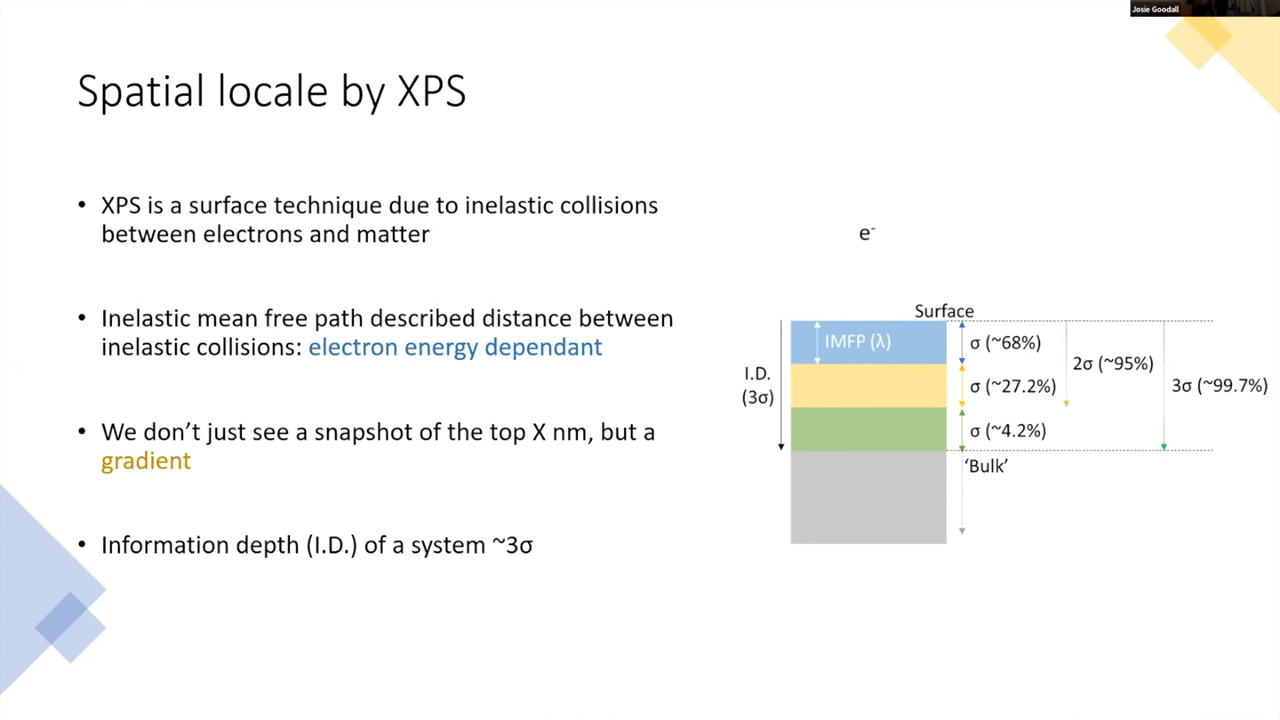 Josie Goodall
Spatial locale by XPS
• XPS is a surface technique due to inelastic collisions
between electrons and matter
• Inelastic mean free path described distance between
inelastic collisions: electron energy dependant
• We don’t just see a snapshot of the top X nm, but a
gradient
• Information depth (I.D.) of a system ~3σ
e⁻
Surface
IMFP (λ)
σ (~68%)
2σ (~95%)
I.D.
(3σ)
σ (~27.2%)
3σ (~99.7%)
σ (~4.2%)
‘Bulk’